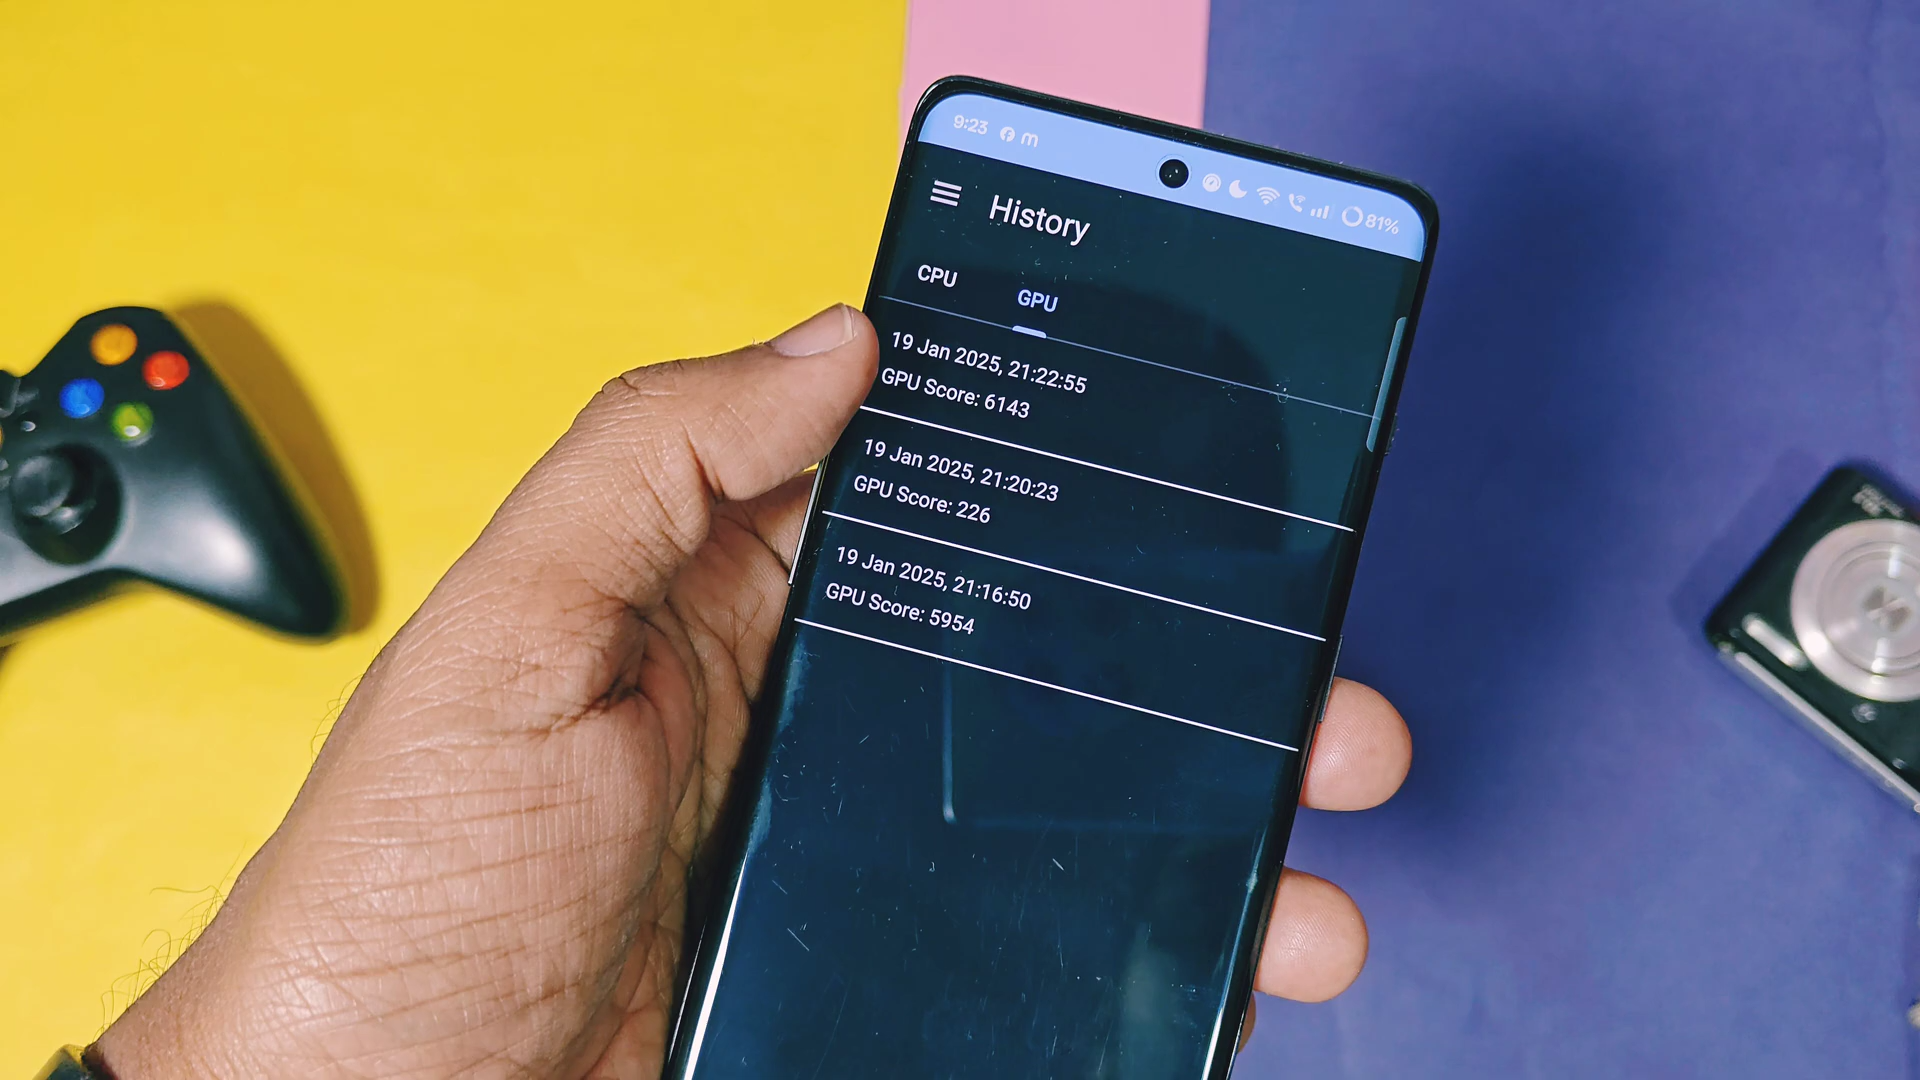 9:23 m 81%
History
CPU GPU
19 Jan 2025, 21:22:55
GPU Score: 6143
19 Jan 2025, 21:20:23
GPU Score: 226
19 Jan 2025, 21:16:50
GPU Score: 5954